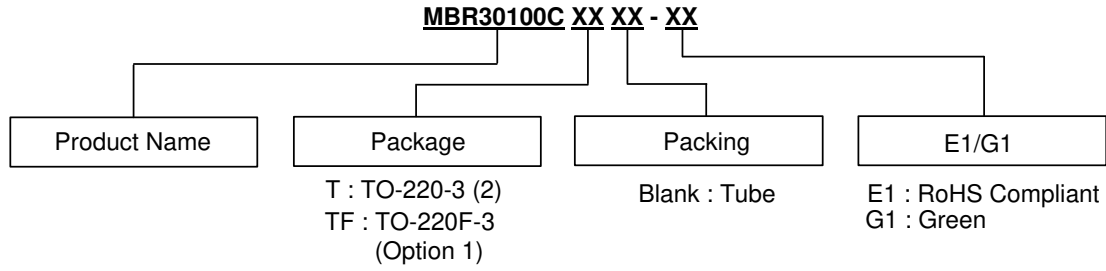 MBR30100C XX XX - XX
Product Name
Package
Packing
E1/G1
T : TO-220-3 (2)
TF : TO-220F-3
(Option 1)
Blank : Tube
E1 : RoHS Compliant
G1 : Green